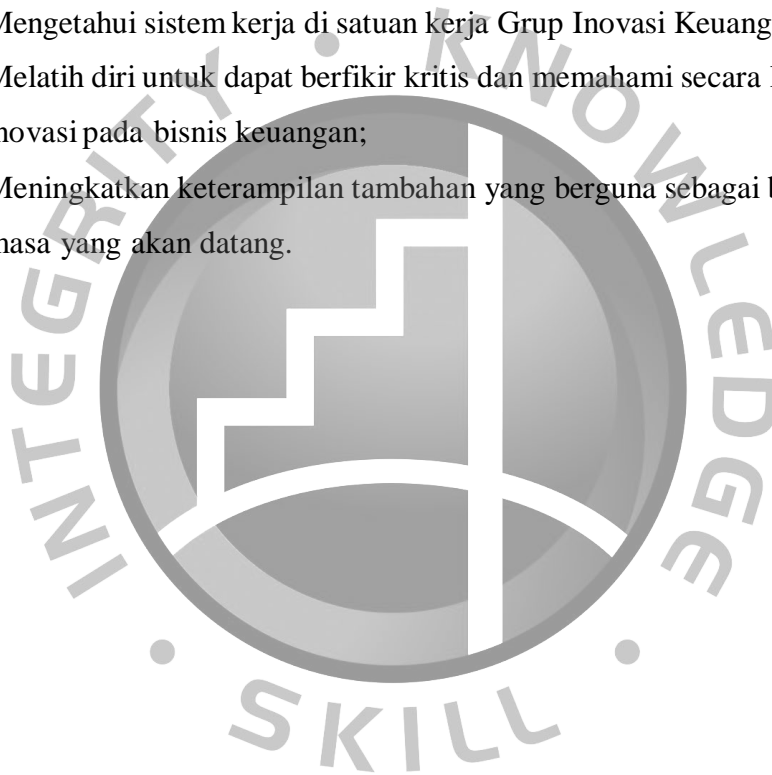 Mengetahui sistem kerja di satuan kerja Grup Inovasi Keuang
Melatih diri untuk dapat berfikir kritis dan memahami secara
novasi pada bisnis keuangan;
Meningkatkan keterampilan tambahan yang berguna sebagai b
masa yang akan datang.
INTEGRITY • KNOWLEDGE • SKILL •